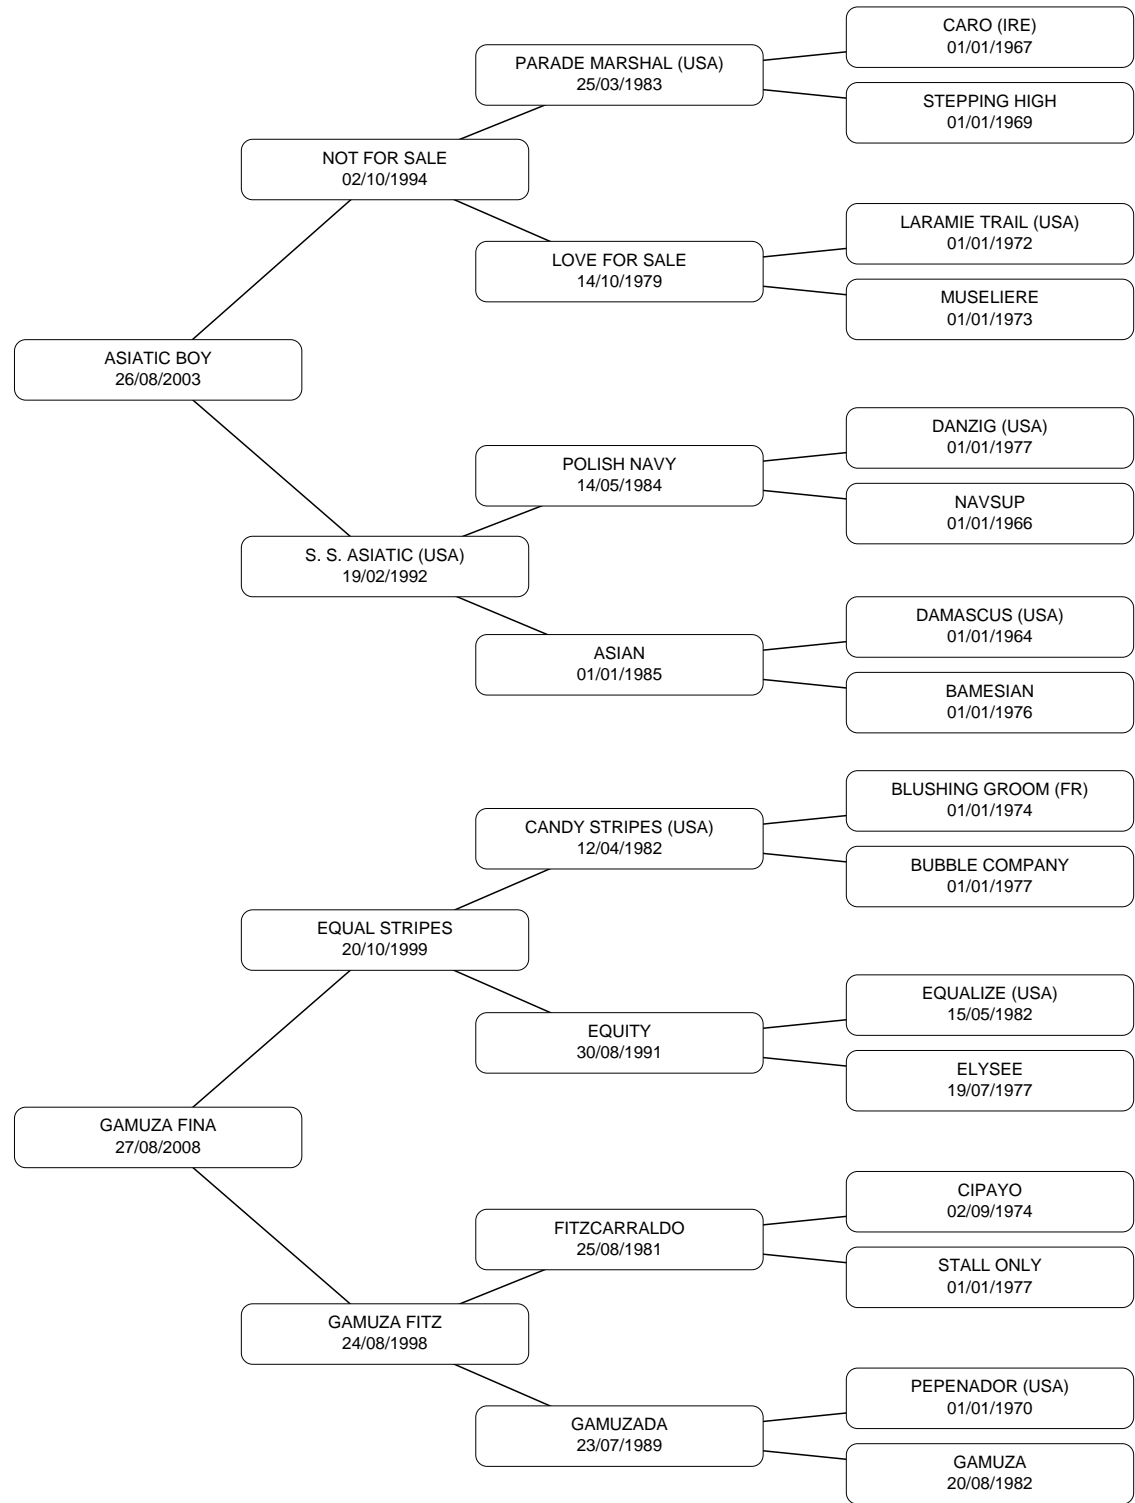 CARO (IRE)
01/01/1967
PARADE MARSHAL (USA)
25/03/1983
STEPPING HIGH
01/01/1969
NOT FOR SALE
02/10/1994
LARAMIE TRAIL (USA)
01/01/1972
LOVE FOR SALE
14/10/1979
MUSELIERE
01/01/1973
ASIATIC BOY
26/08/2003
DANZIG (USA)
01/01/1977
POLISH NAVY
14/05/1984
NAVSUP
01/01/1966
S. S. ASIATIC (USA)
19/02/1992
DAMASCUS (USA)
01/01/1964
ASIAN
01/01/1985
BAMESIAN
01/01/1976
BLUSHING GROOM (FR)
01/01/1974
CANDY STRIPES (USA)
12/04/1982
BUBBLE COMPANY
01/01/1977
EQUAL STRIPES
20/10/1999
EQUALIZE (USA)
15/05/1982
EQUITY
30/08/1991
ELYSEE
19/07/1977
GAMUZA FINA
27/08/2008
CIPAYO
02/09/1974
FITZCARRALDO
25/08/1981
STALL ONLY
01/01/1977
GAMUZA FITZ
24/08/1998
PEPENADOR (USA)
01/01/1970
GAMUZADA
23/07/1989
GAMUZA
20/08/1982